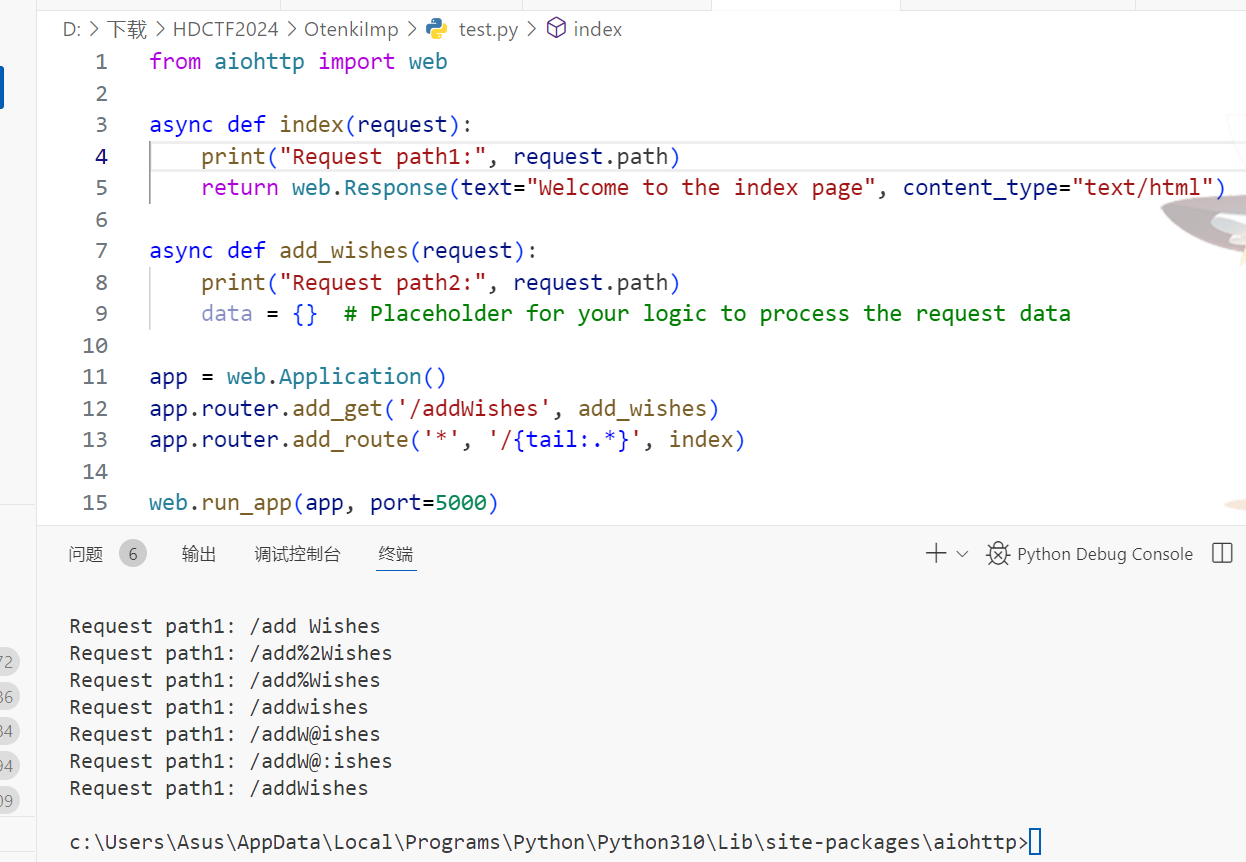 D: > 下载 > HDCTF2024 > OtenkiImp > test.py > index
1 from aiohttp import web
2
3 async def index(request):
4 print("Request path1:", request.path)
5 return web.Response(text="Welcome to the index page", content_type="text/html")
6
7 async def add_wishes(request):
8 print("Request path2:", request.path)
9 data = {}  # Placeholder for your logic to process the request data
10
11 app = web.Application()
12 app.router.add_get('/addWishes', add_wishes)
13 app.router.add_route('*', '/{tail:.*}', index)
14
15 web.run_app(app, port=5000)
问题 6 输出 调试控制台 终端 Python Debug Console
Request path1: /add Wishes
Request path1: /add%2Wishes
Request path1: /add%Wishes
Request path1: /addwishes
Request path1: /addW@ishes
Request path1: /addW@:ishes
Request path1: /addWishes
c:\Users\Asus\AppData\Local\Programs\Python\Python310\Lib\site-packages\aiohttp>